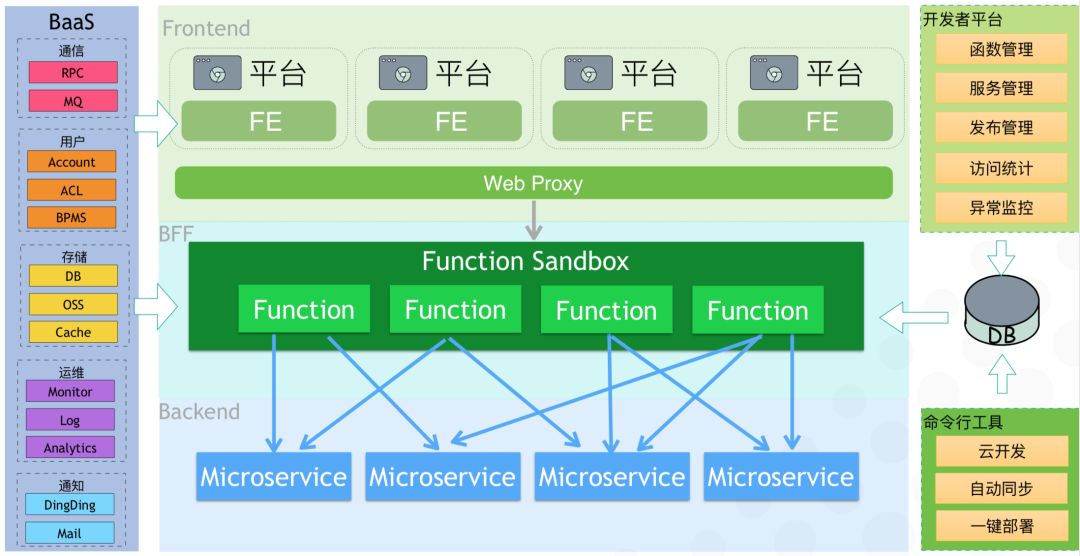 BaaS
通信
RPC
MQ
用户
Account
ACL
BPMS
存储
DB
OSS
Cache
运维
Monitor
Log
Analytics
通知
DingDing
Mail
Frontend
平台
平台
平台
平台
FE
FE
FE
FE
Web Proxy
BFF
Function Sandbox
Function
Function
Function
Function
Backend
Microservice
Microservice
Microservice
Microservice
开发者平台
函数管理
服务管理
发布管理
访问统计
异常监控
DB
命令行工具
云开发
自动同步
一键部署